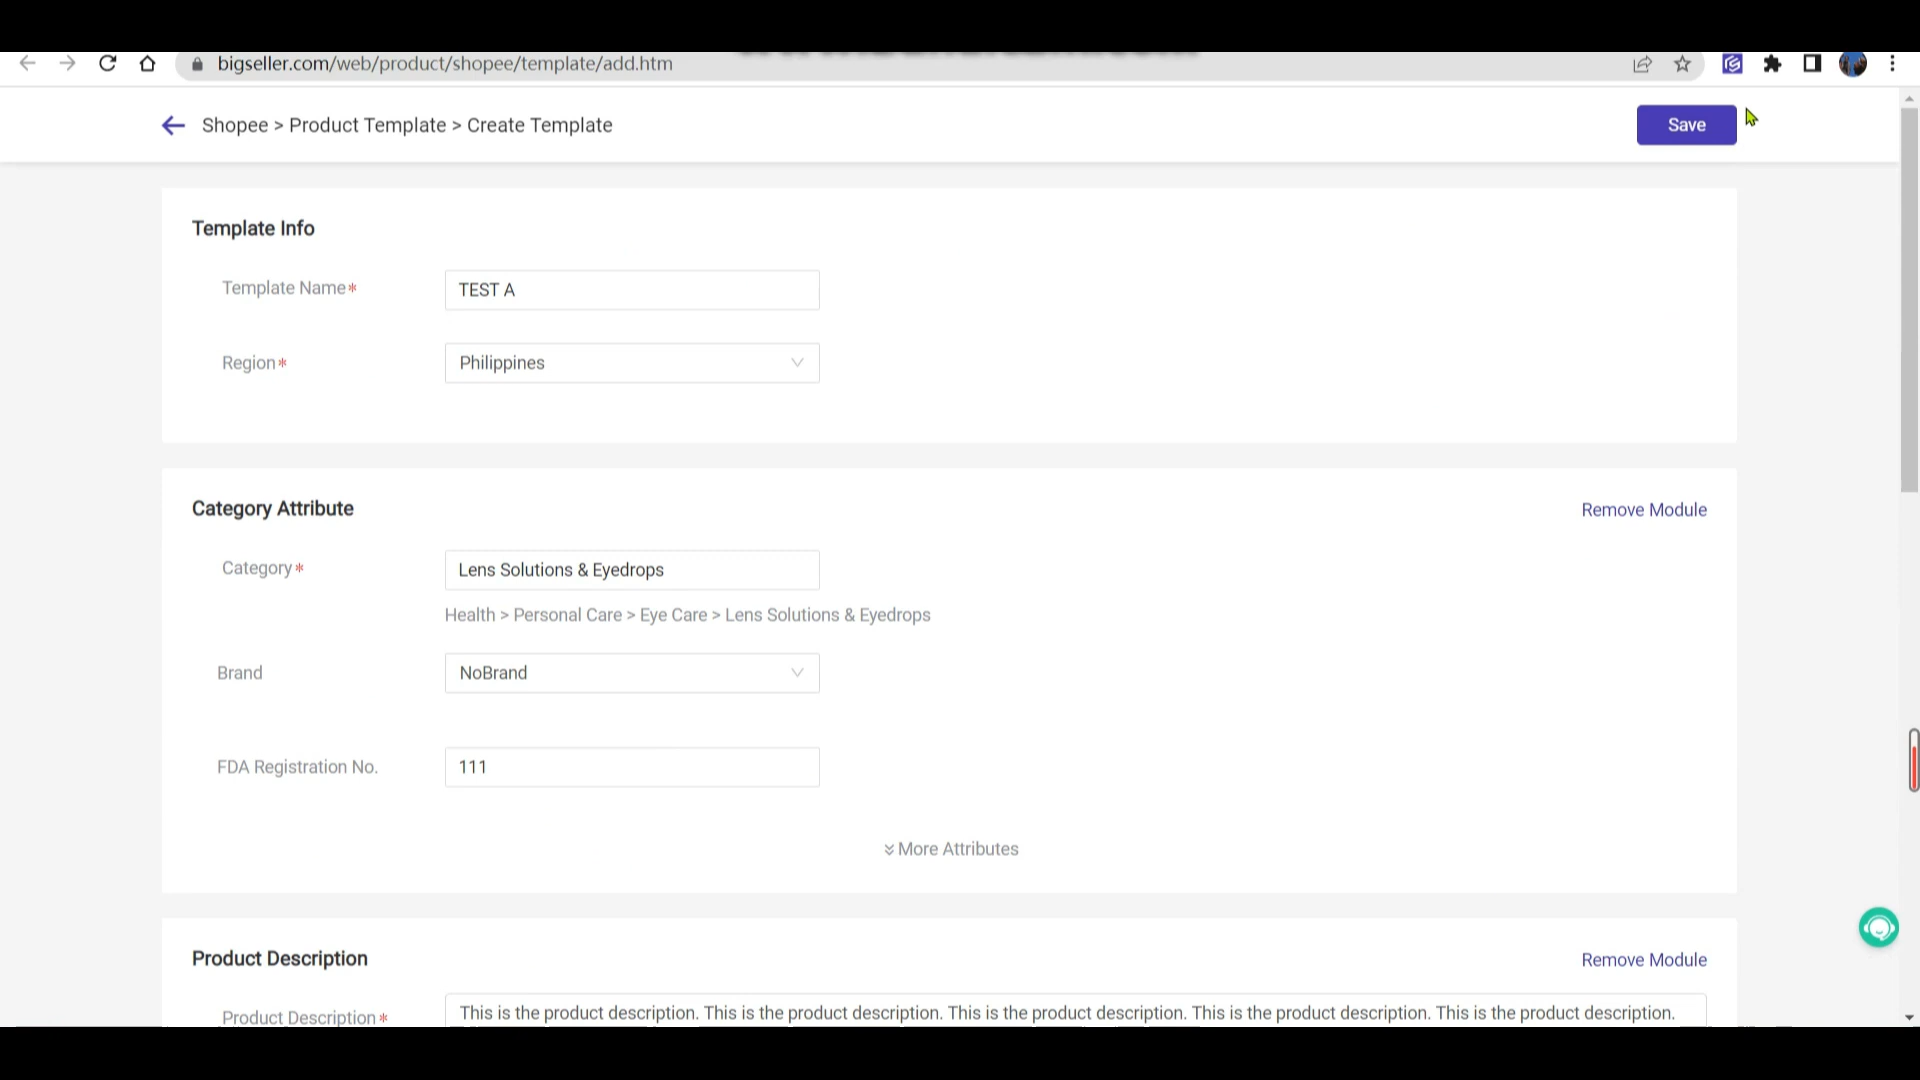 bigseller.com/web/product/shopee/template/add.htm
Shopee > Product Template > Create Template
Save
Template Info
Template Name*
TEST A
Region*
Philippines
Category Attribute
Remove Module
Category*
Lens Solutions & Eyedrops
Health > Personal Care > Eye Care > Lens Solutions & Eyedrops
Brand
NoBrand
FDA Registration No.
111
More Attributes
Product Description
Remove Module
Product Description*
This is the product description. This is the product description. This is the product description. This is the product description. This is the product description.